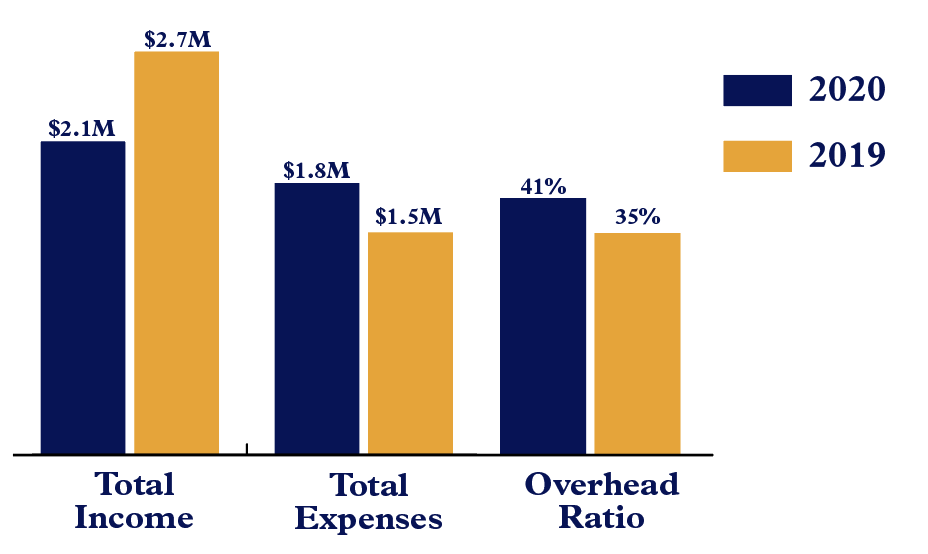 $2.7M
$2.1M
$1.8M
$1.5M
41%
35%
2020
2019
Total
Income
Total
Expenses
Overhead
Ratio